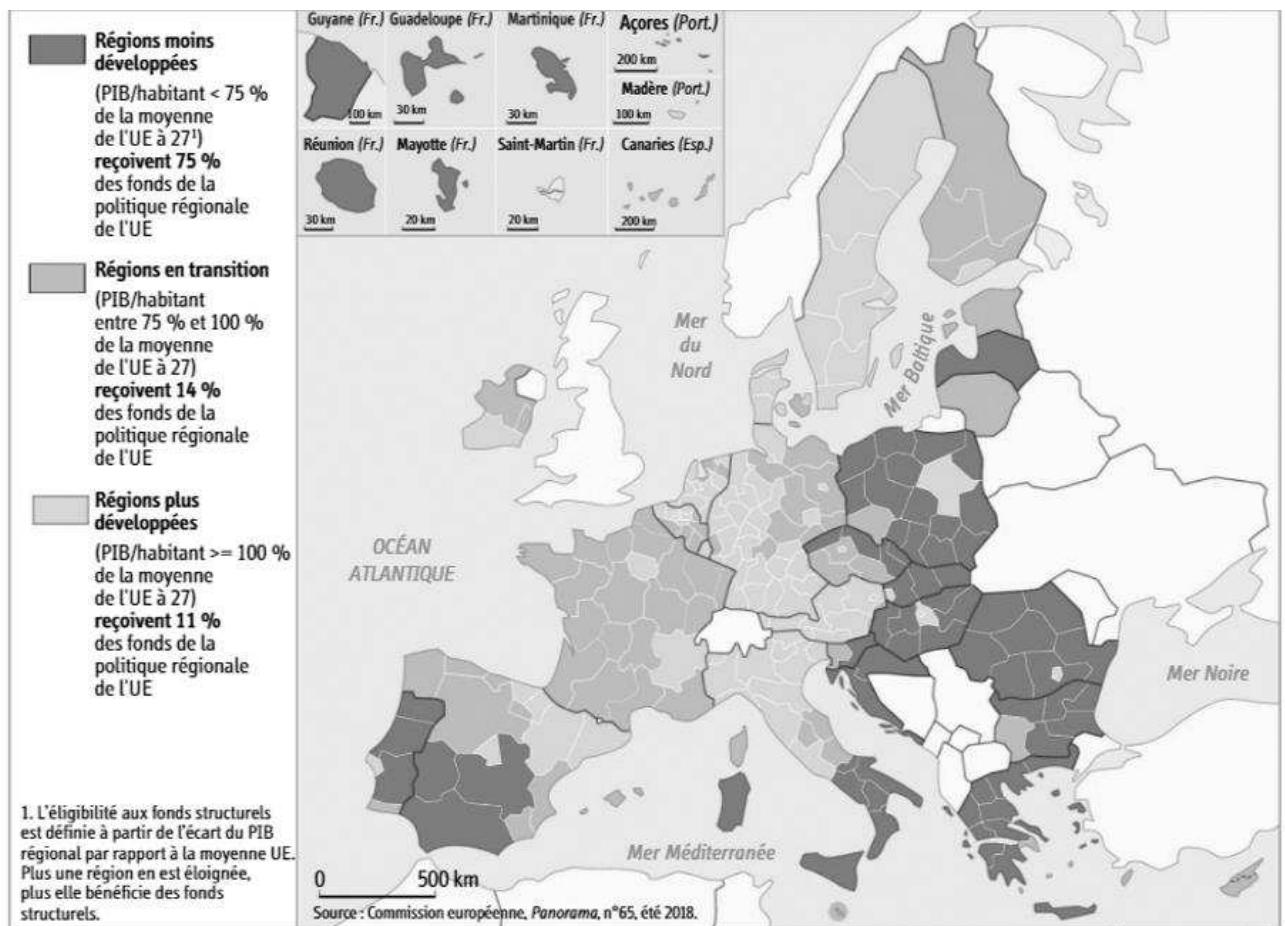 Régions moins
développées
(PIB/habitant < 75 %
de la moyenne
de l'UE à 27¹)
reçoivent 75 %
des fonds de la
politique régionale
de l'UE
Régions en transition
(PIB/habitant
entre 75 % et 100 %
de la moyenne
de l'UE à 27)
reçoivent 14 %
des fonds de la
politique régionale
de l'UE
Régions plus
développées
(PIB/habitant >= 100 %
de la moyenne
de l'UE à 27)
reçoivent 11 %
des fonds de la
politique régionale
de l'UE
1. L'éligibilité aux fonds structurels
est définie à partir de l'écart du PIB
régional par rapport à la moyenne UE.
Plus une région en est éloignée,
plus elle bénéficie des fonds
structurels.
Guyane (Fr.)
100 km
Guadeloupe (Fr.)
30 km
Martinique (Fr.)
30 km
Açores (Port.)
200 km
Madère (Port.)
100 km
Réunion (Fr.)
30 km
Mayotte (Fr.)
20 km
Saint-Martin (Fr.)
20 km
Canaries (Esp.)
200 km
Mer
du
Nord
Mer Baltique
OCÉAN
ATLANTIQUE
Mer Noire
Mer Méditerranée
0 500 km
Source : Commission européenne, Panorama, n°65, été 2018.